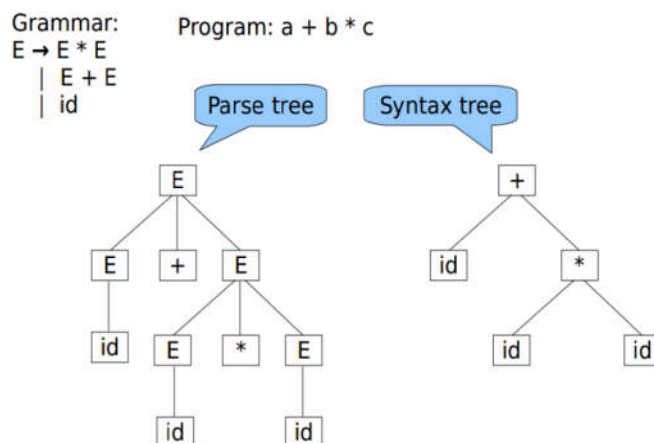 Grammar:
Program: a + b * c
E → E * E
| E + E
| id
Parse tree
Syntax tree
E
+
E
+
E
id
*
id
E
*
E
id
id
id
id